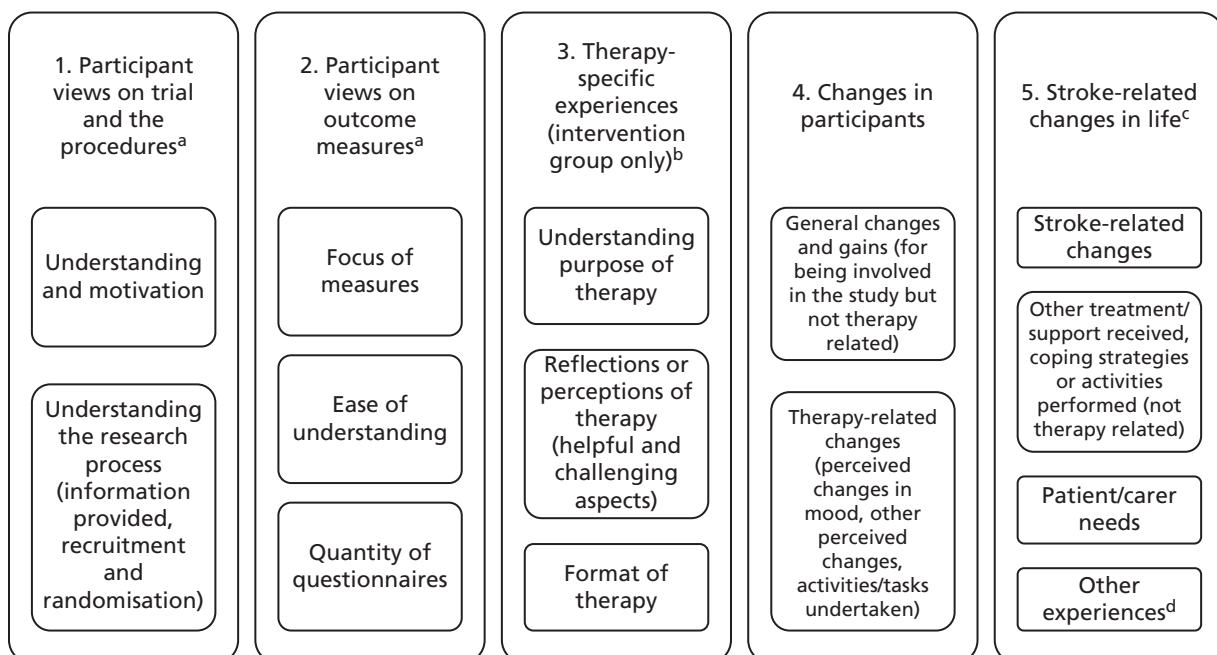 1. Participant
views on trial
and the
procedures^a
Understanding
and motivation
Understanding
the research
process
(information
provided,
recruitment
and
randomisation)
2. Participant
views on
outcome
measures^a
Focus of
measures
Ease of
understanding
Quantity of
questionnaires
3. Therapy-
specific
experiences
(intervention
group only)^b
Understanding
purpose of
therapy
Reflections or
perceptions of
therapy
(helpful and
challenging
aspects)
Format of
therapy
4. Changes in
participants
General changes
and gains (for
being involved
in the study but
not therapy
related)
Therapy-related
changes
(perceived
changes in
mood, other
perceived
changes,
activities/tasks
undertaken)
5. Stroke-related
changes in life^c
Stroke-related
changes
Other treatment/
support received,
coping strategies
or activities
performed (not
therapy related)
Patient/carer
needs
Other
experiences^d